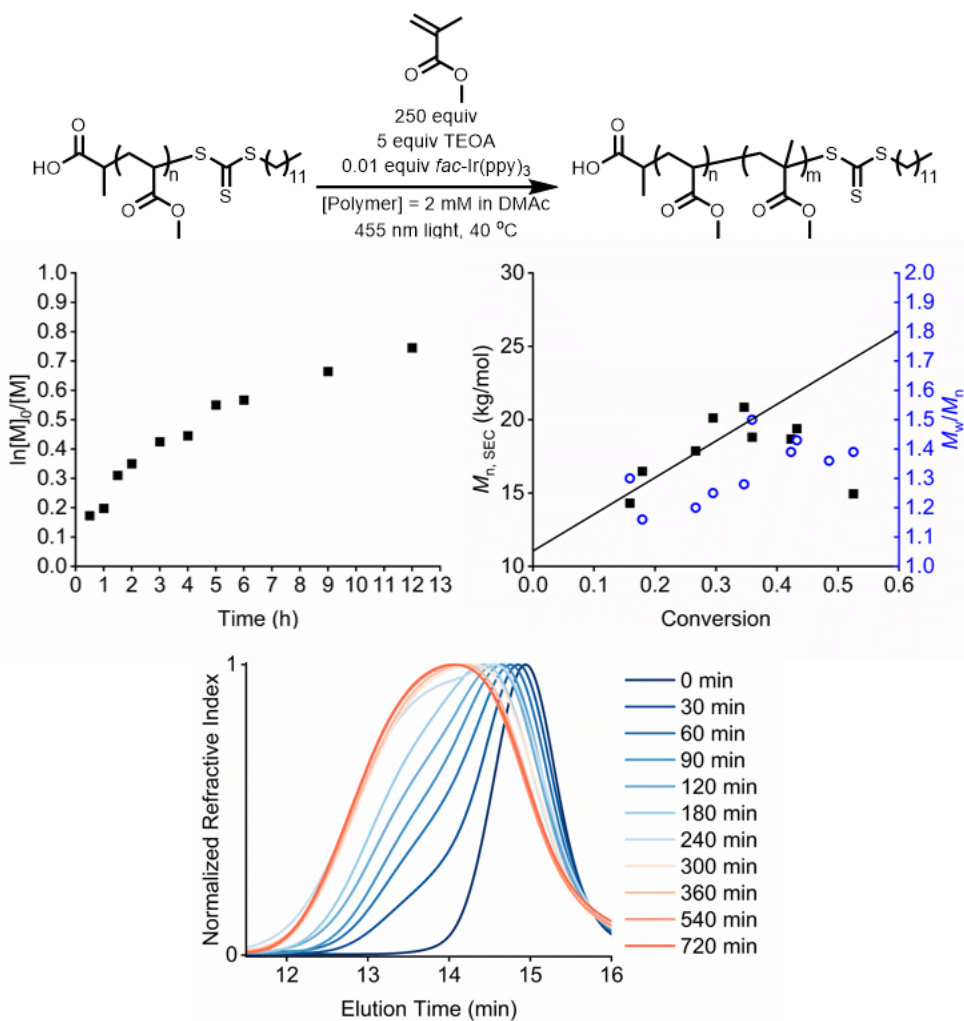 O
O
250 equiv
5 equiv TEOA
0.01 equiv fac-Ir(ppy)3
[Polymer] = 2 mM in DMAc
455 nm light, 40 °C
O
HO
n
O
O
S
S
S
11
O
HO
n
O
O
m
O
O
S
S
S
11
ln[M]0/[M]
1.0
0.9
0.8
0.7
0.6
0.5
0.4
0.3
0.2
0.1
0.0
0 1 2 3 4 5 6 7 8 9 10 11 12 13
Time (h)
Mn, SEC (kg/mol)
30
25
20
15
10
0.0 0.1 0.2 0.3 0.4 0.5 0.6
Conversion
2.0
1.9
1.8
1.7
1.6
1.5
1.4
1.3
1.2
1.1
1.0
Mw/Mn
Normalized Refractive Index
1
0
12 13 14 15 16
Elution Time (min)
0 min
30 min
60 min
90 min
120 min
180 min
240 min
300 min
360 min
540 min
720 min